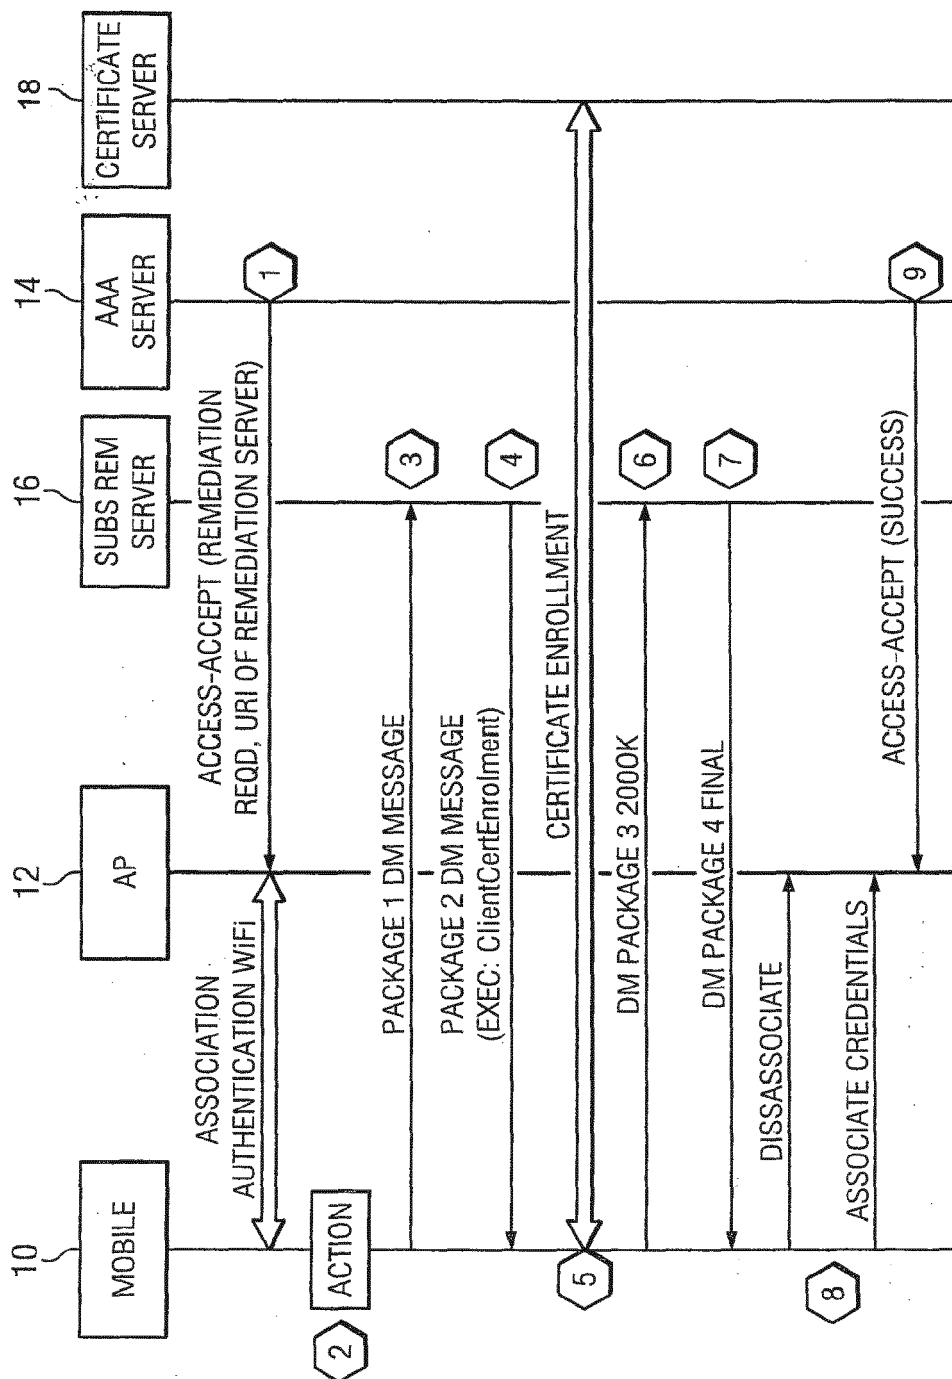 10
MOBILE
12
AP
16
SUBS REM
SERVER
14
AAA
SERVER
18
CERTIFICATE
SERVER
ASSOCIATION
AUTHENTICATION WiFi
ACCESS-ACCEPT (REMEDIATION
REQD, URI OF REMEDIATION SERVER)
1
2
ACTION
PACKAGE 1 DM MESSAGE
3
PACKAGE 2 DM MESSAGE
(EXEC: ClientCertEnrolment)
4
CERTIFICATE ENROLLMENT
5
DM PACKAGE 3 200OK
6
DM PACKAGE 4 FINAL
7
DISSASSOCIATE
8
ASSOCIATE CREDENTIALS
ACCESS-ACCEPT (SUCCESS)
9